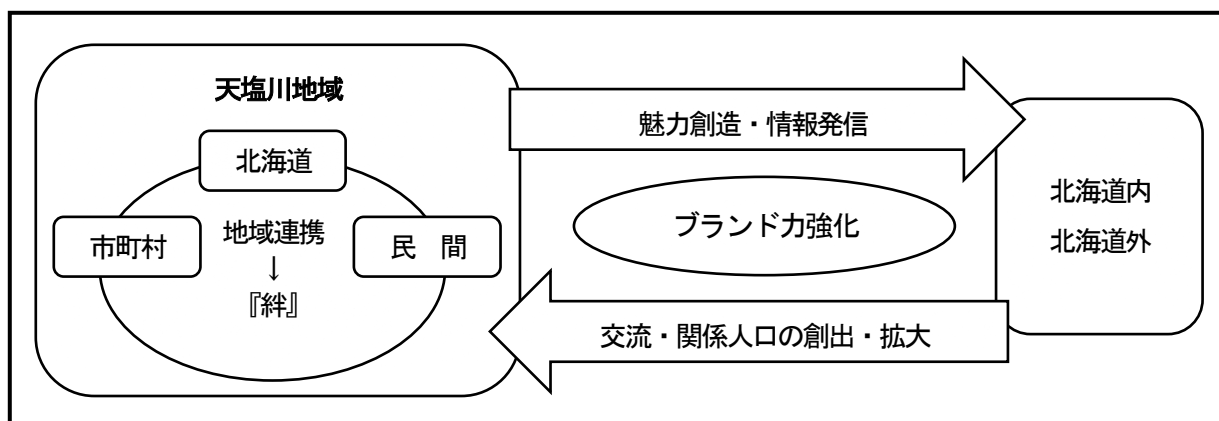 天塩川地域
北海道
市町村
地域連携
↓
『絆』
民　間
魅力創造・情報発信
ブランド力強化
交流・関係人口の創出・拡大
北海道内
北海道外